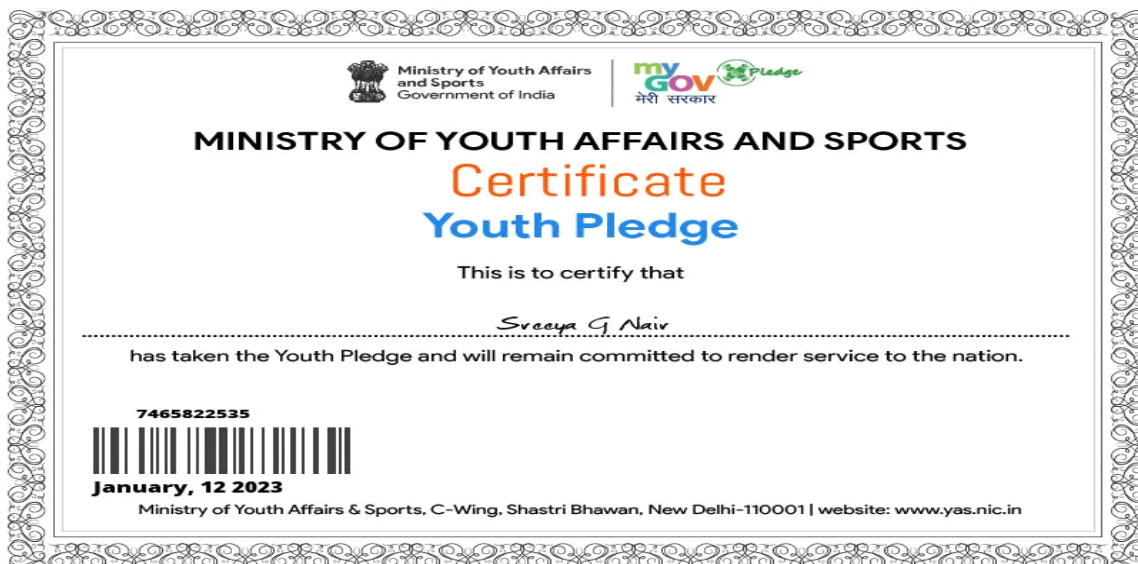 Ministry of Youth Affairs
and Sports
Government of India
my
GOV
मेरी सरकार
Pledge
MINISTRY OF YOUTH AFFAIRS AND SPORTS
Certificate
Youth Pledge
This is to certify that
Sreeya G Nair
has taken the Youth Pledge and will remain committed to render service to the nation.
7465822535
January, 12 2023
Ministry of Youth Affairs & Sports, C-Wing, Shastri Bhawan, New Delhi-110001 | website: www.yas.nic.in